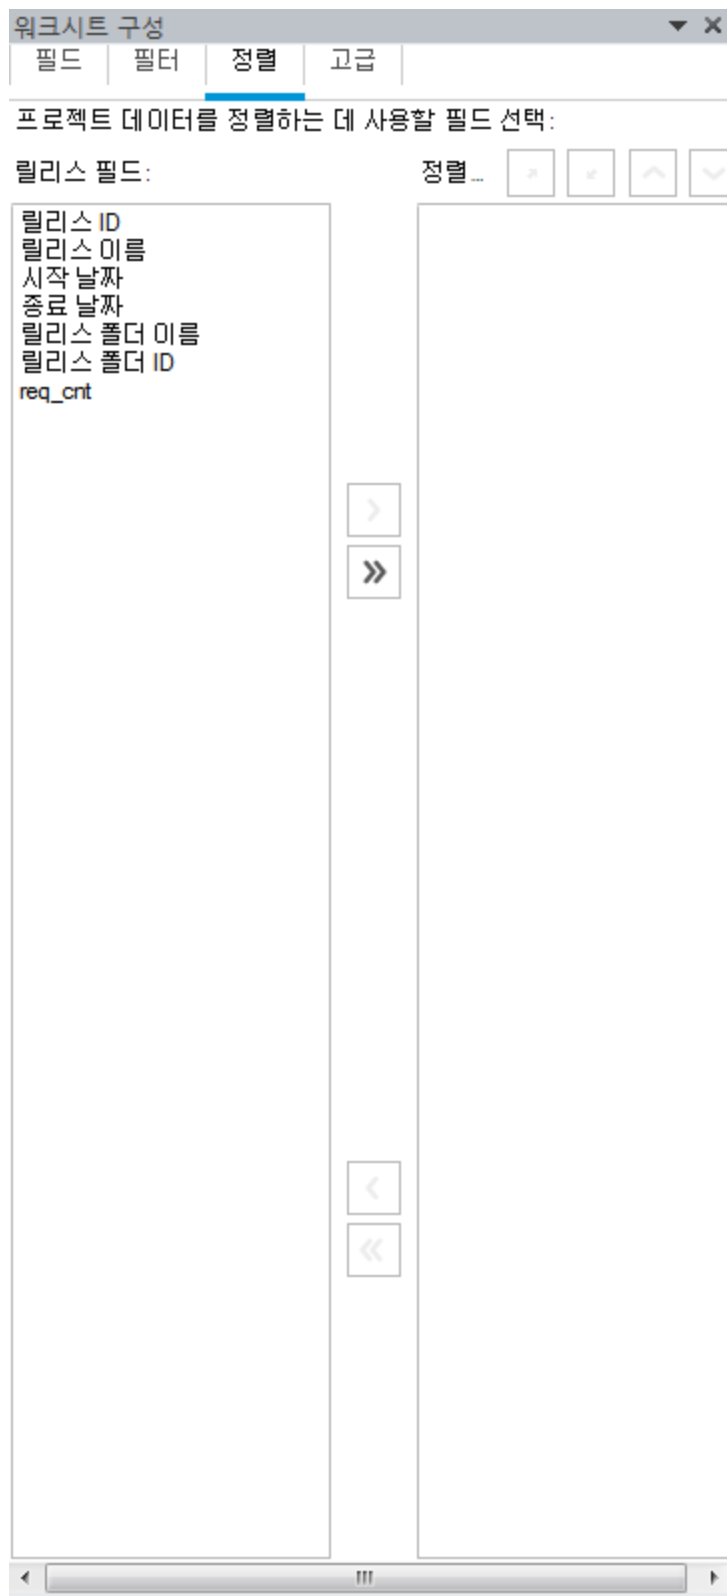 워크시트 구성
필드 필터 정렬 고급
프로젝트 데이터를 정렬하는 데 사용할 필드 선택:
릴리스 필드: 정렬...
릴리스 ID
릴리스 이름
시작 날짜
종료 날짜
릴리스 폴더 이름
릴리스 폴더 ID
req_cnt